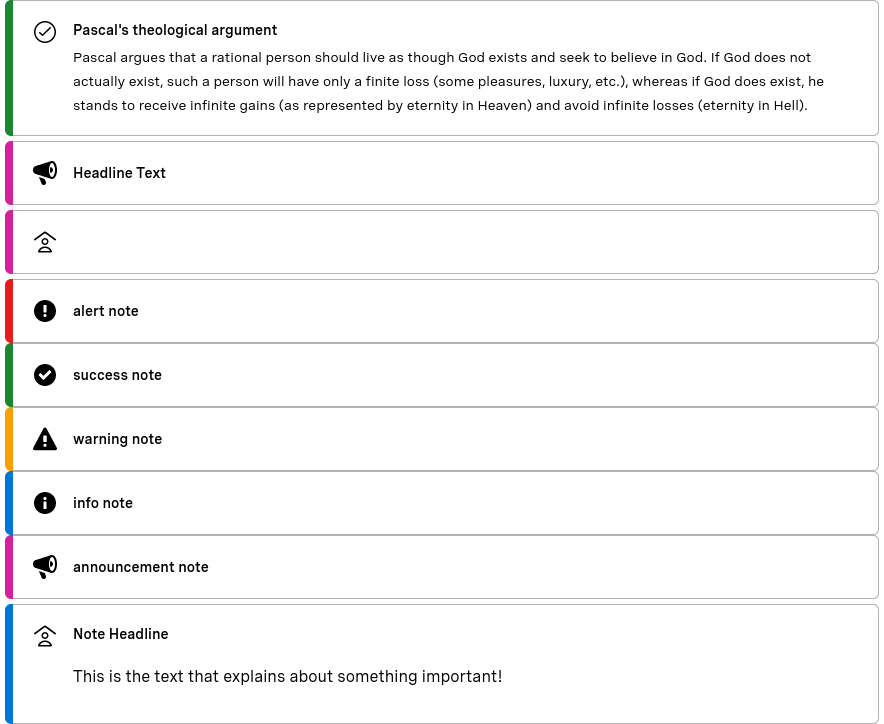 Pascal's theological argument
Pascal argues that a rational person should live as though God exists and seek to believe in God. If God does not
actually exist, such a person will have only a finite loss (some pleasures, luxury, etc.), whereas if God does exist, he
stands to receive infinite gains (as represented by eternity in Heaven) and avoid infinite losses (eternity in Hell).
Headline Text
alert note
success note
warning note
info note
announcement note
Note Headline
This is the text that explains about something important!